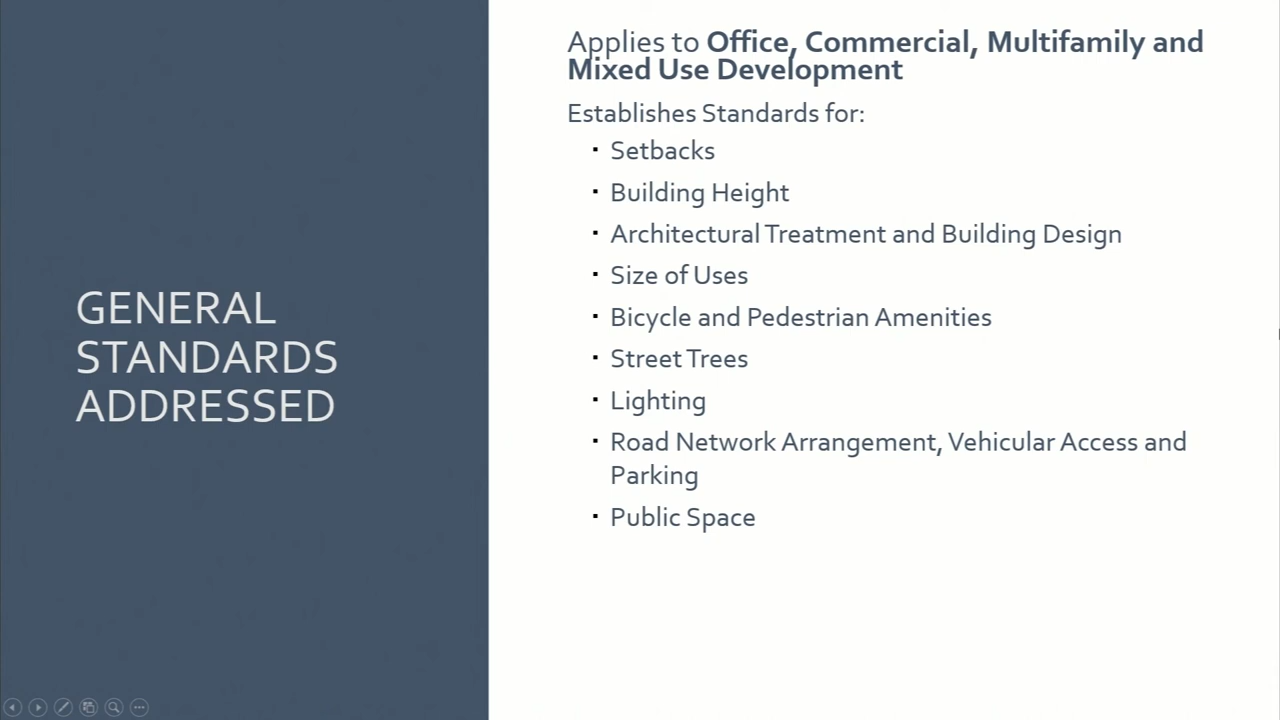 GENERAL
STANDARDS
ADDRESSED
Applies to Office, Commercial, Multifamily and
Mixed Use Development
Establishes Standards for:
▪ Setbacks
▪ Building Height
▪ Architectural Treatment and Building Design
▪ Size of Uses
▪ Bicycle and Pedestrian Amenities
▪ Street Trees
▪ Lighting
▪ Road Network Arrangement, Vehicular Access and
Parking
▪ Public Space